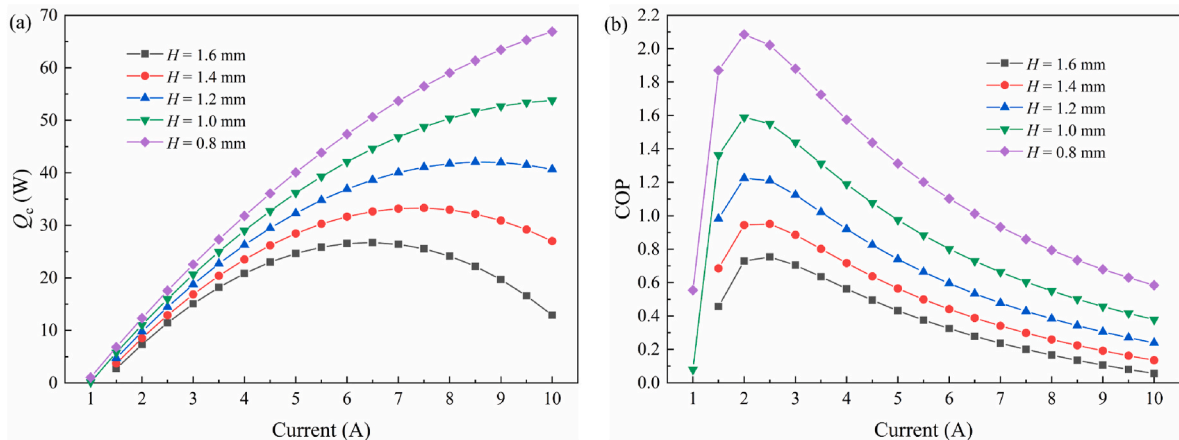 (a)
70
60
50
40
30
20
10
0
Qc (W)
H = 1.6 mm
H = 1.4 mm
H = 1.2 mm
H = 1.0 mm
H = 0.8 mm
1 2 3 4 5 6 7 8 9 10
Current (A)
(b)
2.2
2.0
1.8
1.6
1.4
1.2
1.0
0.8
0.6
0.4
0.2
0.0
COP
H = 1.6 mm
H = 1.4 mm
H = 1.2 mm
H = 1.0 mm
H = 0.8 mm
1 2 3 4 5 6 7 8 9 10
Current (A)